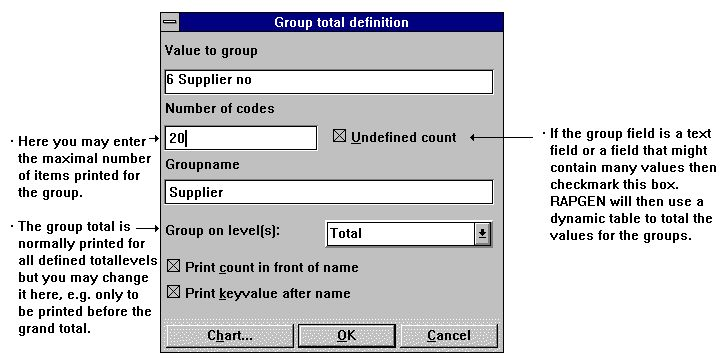 Group total definition
Value to group
6 Supplier no
Number of codes
20
Undefined count
Groupname
Supplier
Group on level(s):
Total
Print count in front of name
Print keyvalue after name
Chart...
OK
Cancel
· Here you may enter
the maximal number
of items printed for
the group.
· The group total is
normally printed for
all defined totallevels
but you may change
it here, e.g. only to
be printed before the
grand total.
· If the group field is a text
field or a field that might
contain many values then
checkmark this box.
RAPGEN will then use a
dynamic table to total the
values for the groups.